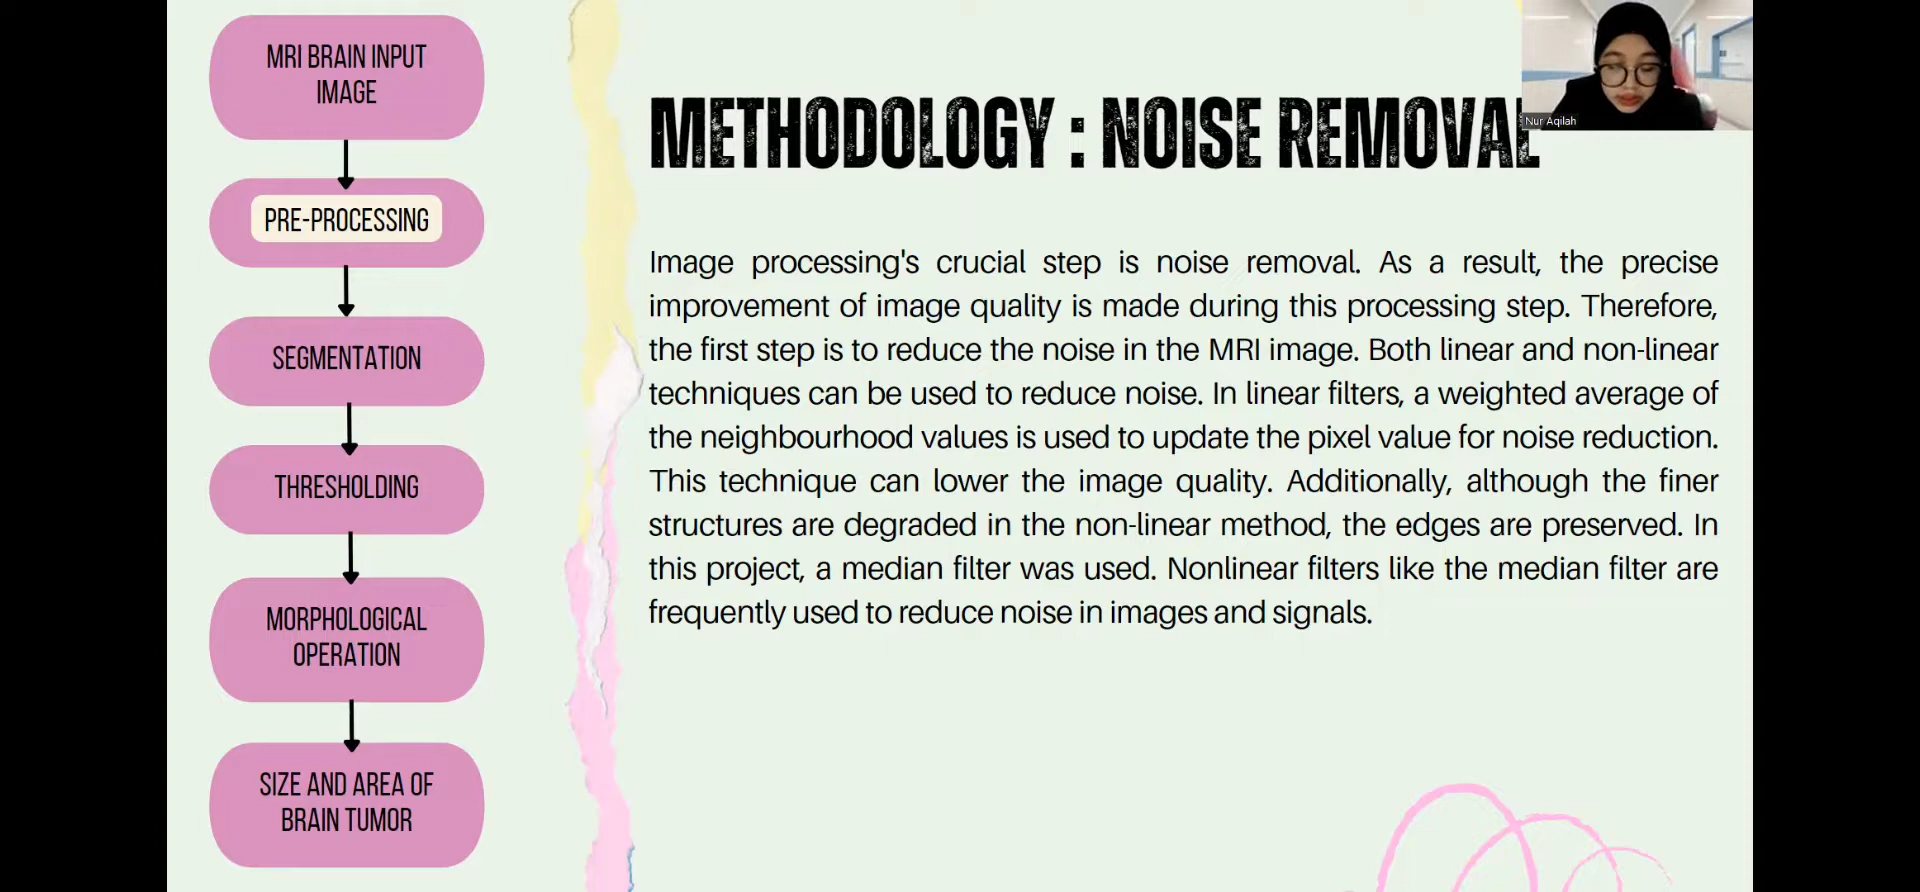 MRI BRAIN INPUT
IMAGE
PRE-PROCESSING
SEGMENTATION
THRESHOLDING
MORPHOLOGICAL
OPERATION
SIZE AND AREA OF
BRAIN TUMOR
METHODOLOGY : NOISE REMOVAL
Image processing's crucial step is noise removal. As a result, the precise
improvement of image quality is made during this processing step. Therefore,
the first step is to reduce the noise in the MRI image. Both linear and non-linear
techniques can be used to reduce noise. In linear filters, a weighted average of
the neighbourhood values is used to update the pixel value for noise reduction.
This technique can lower the image quality. Additionally, although the finer
structures are degraded in the non-linear method, the edges are preserved. In
this project, a median filter was used. Nonlinear filters like the median filter are
frequently used to reduce noise in images and signals.
Nur Aqilah